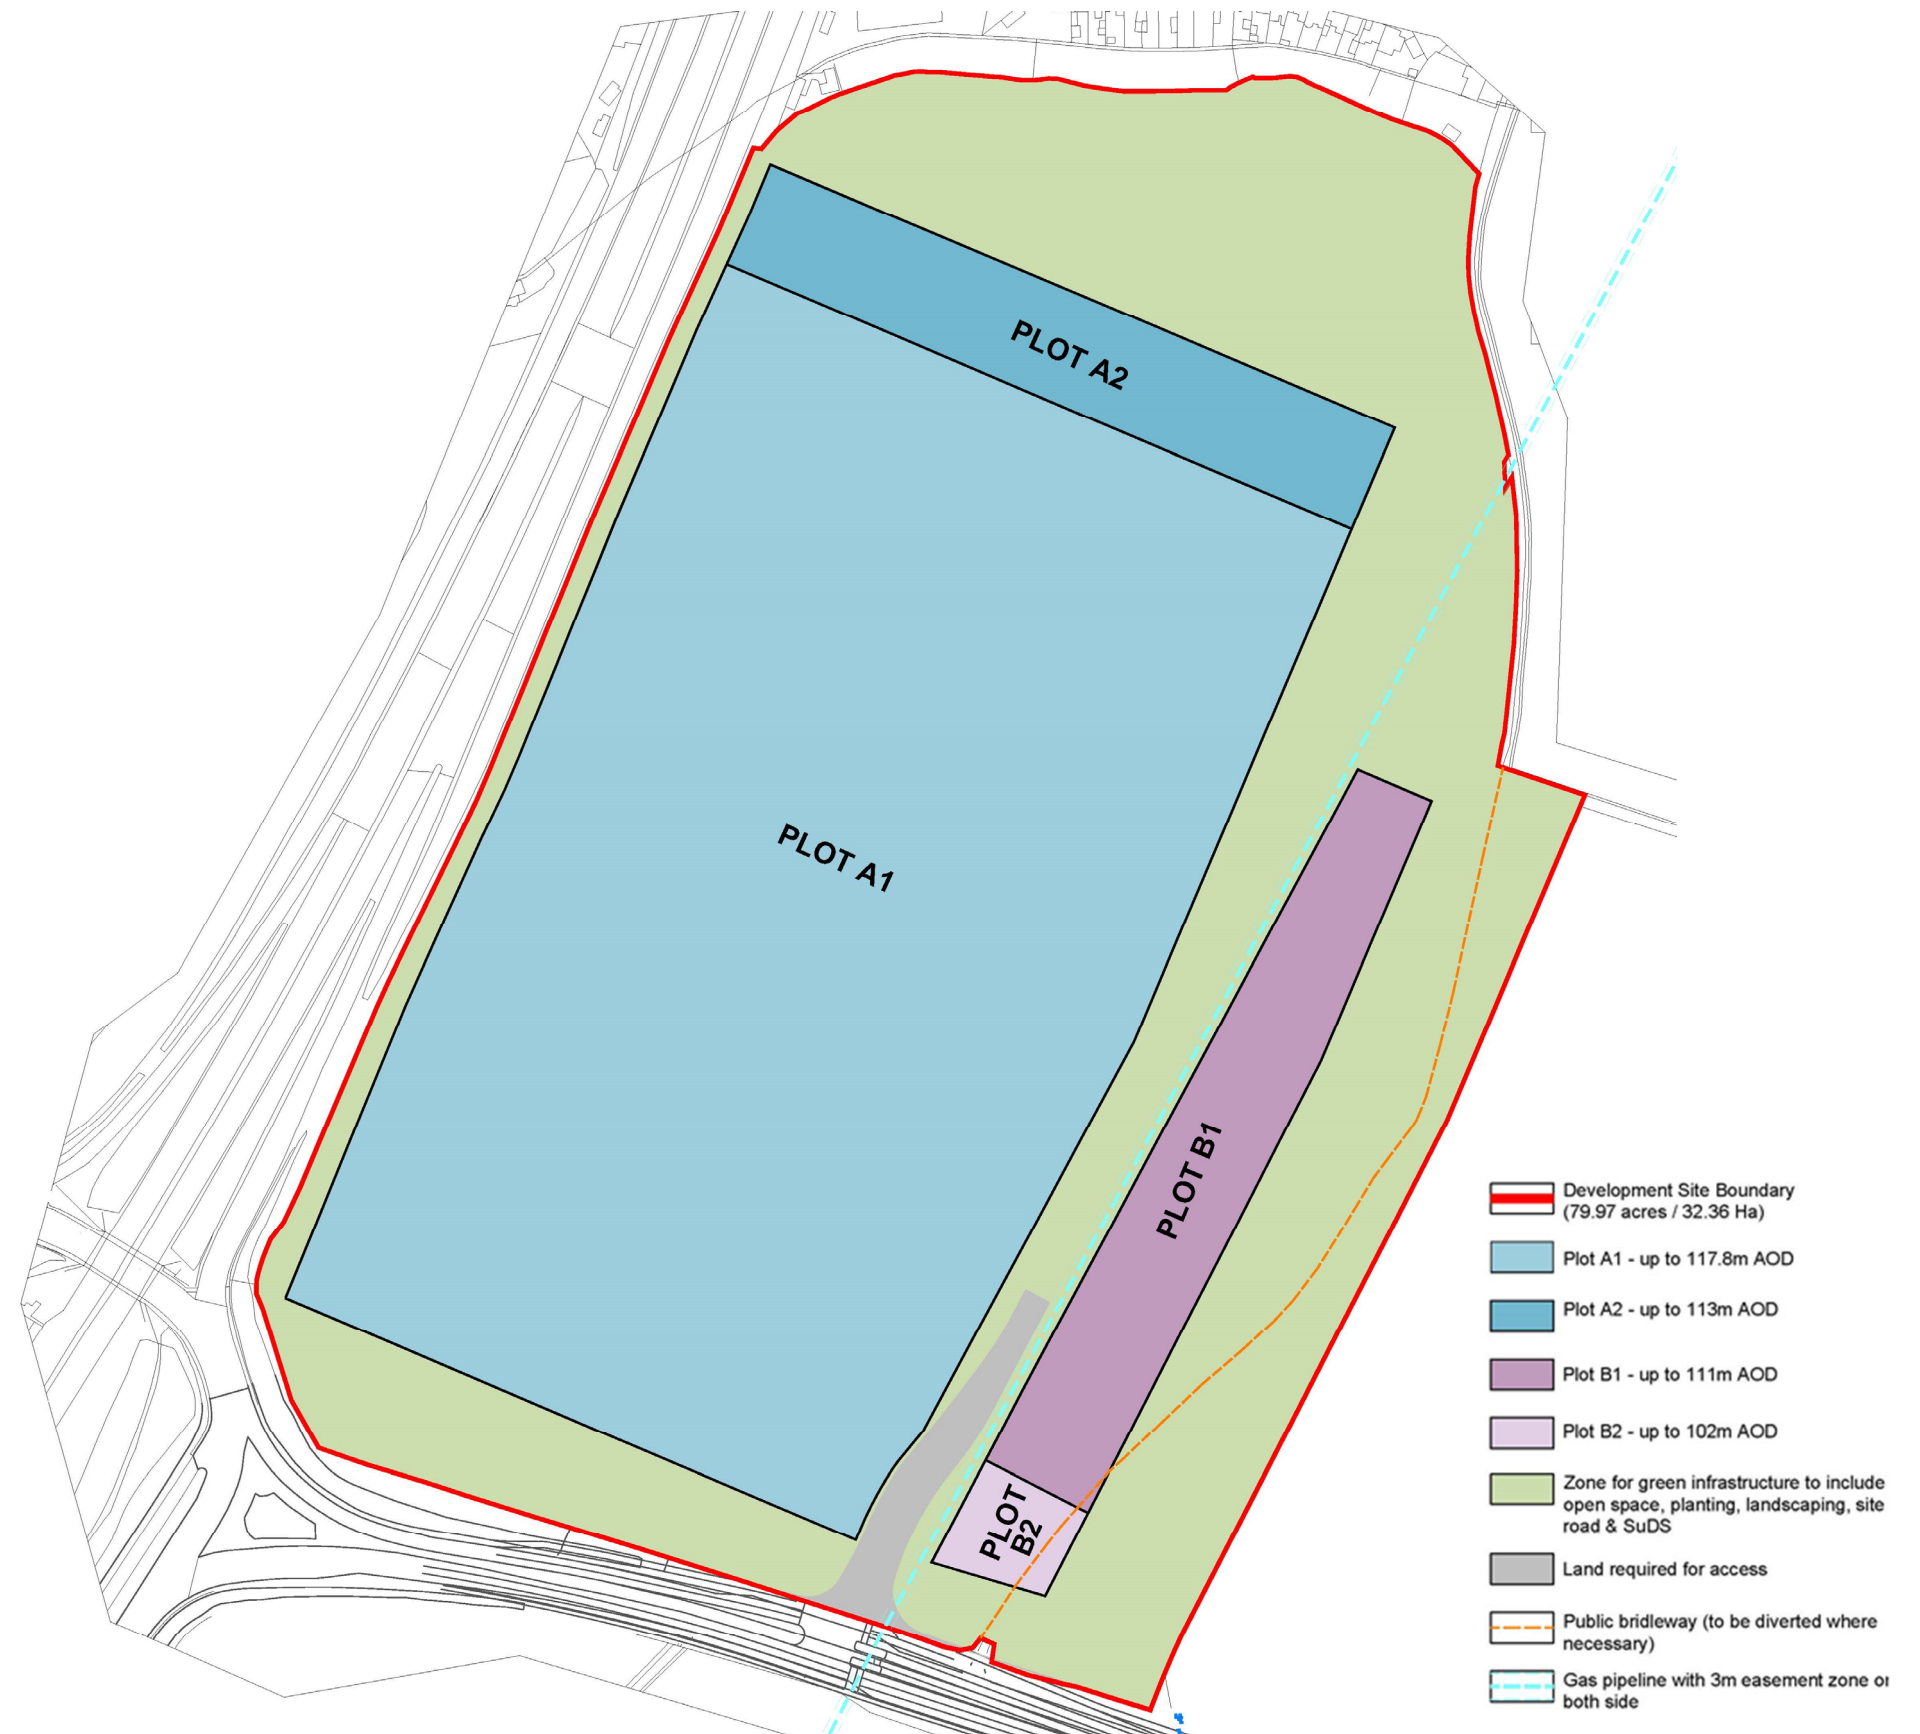 PLOT A2
PLOT A1
PLOT B1
PLOT
B2
Development Site Boundary
(79.97 acres / 32.36 Ha)
Plot A1 - up to 117.8m AOD
Plot A2 - up to 113m AOD
Plot B1 - up to 111m AOD
Plot B2 - up to 102m AOD
Zone for green infrastructure to include
open space, planting, landscaping, site
road & SuDS
Land required for access
Public bridleway (to be diverted where
necessary)
Gas pipeline with 3m easement zone or
both side